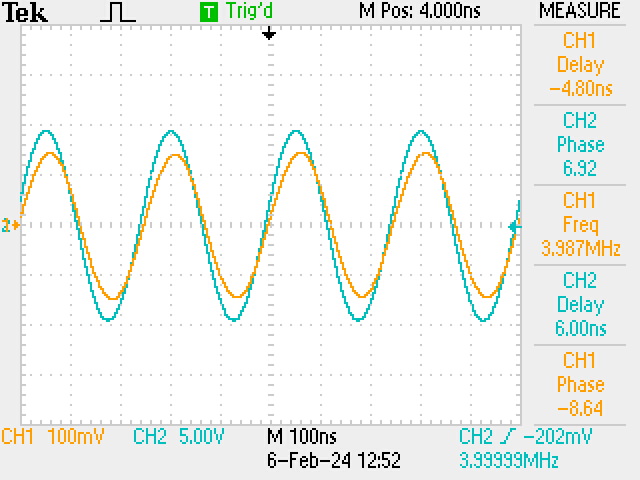 Tek T Trig'd M Pos: 4.000ns MEASURE
CH1
Delay
−4.80ns
CH2
Phase
6.92
CH1
Freq
3.987MHz
CH2
Delay
6.00ns
CH1
Phase
−8.64
2
CH1 100mV CH2 5.00V M 100ns CH2 −202mV
6-Feb-24 12:52 3.99999MHz